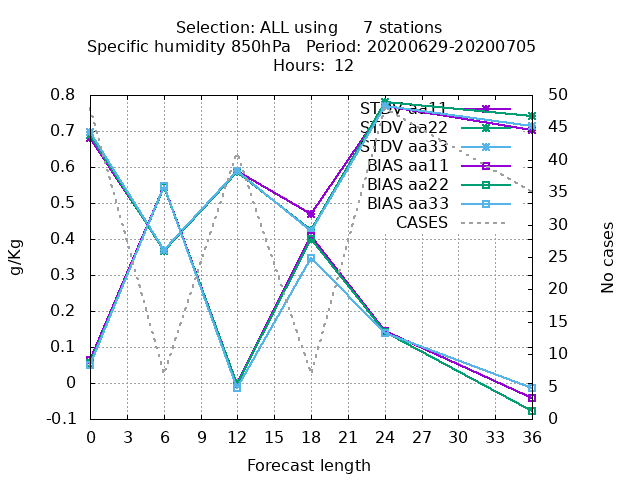 Selection: ALL using     7 stations
Specific humidity 850hPa   Period: 20200629-20200705
Hours: 12
STDV aa11
STDV aa22
STDV aa33
BIAS aa11
BIAS aa22
BIAS aa33
CASES
0.8
0.7
0.6
0.5
0.4
0.3
0.2
0.1
0
-0.1
g/Kg
50
45
40
35
30
25
20
15
10
5
0
No cases
0 3 6 9 12 15 18 21 24 27 30 33 36
Forecast length